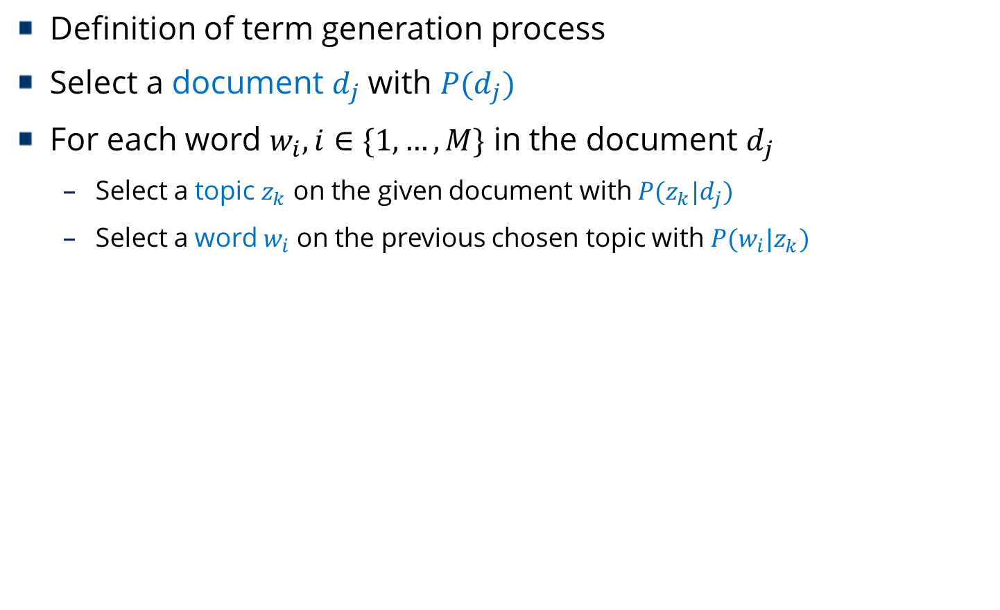 ▪ Definition of term generation process
▪ Select a document d_j with P(d_j)
▪ For each word w_i, i ∈ {1, … , M} in the document d_j
– Select a topic z_k on the given document with P(z_k|d_j)
– Select a word w_i on the previous chosen topic with P(w_i|z_k)